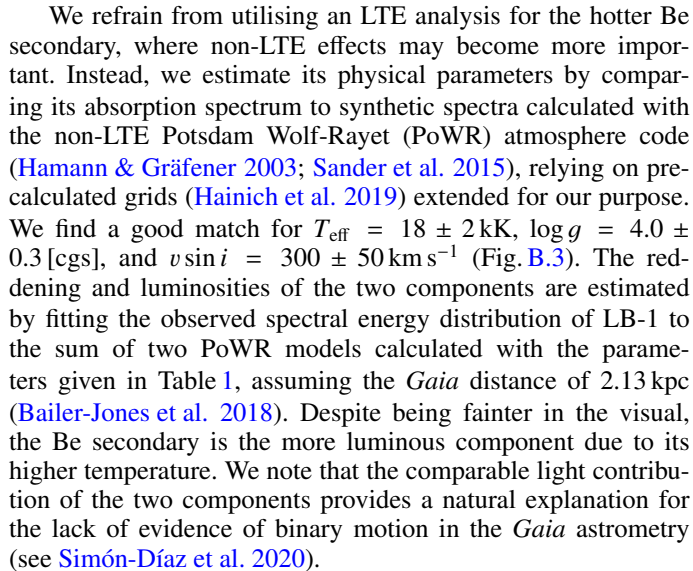 We refrain from utilising an LTE analysis for the hotter Be
secondary, where non-LTE effects may become more impor-
tant. Instead, we estimate its physical parameters by compar-
ing its absorption spectrum to synthetic spectra calculated with
the non-LTE Potsdam Wolf-Rayet (PoWR) atmosphere code
(Hamann & Gräfener 2003; Sander et al. 2015), relying on pre-
calculated grids (Hainich et al. 2019) extended for our purpose.
We find a good match for T_eff = 18 ± 2 kK, log g = 4.0 ±
0.3 [cgs], and v sin i = 300 ± 50 km s⁻¹ (Fig. B.3). The red-
dening and luminosities of the two components are estimated
by fitting the observed spectral energy distribution of LB-1 to
the sum of two PoWR models calculated with the parame-
ters given in Table 1, assuming the Gaia distance of 2.13 kpc
(Bailer-Jones et al. 2018). Despite being fainter in the visual,
the Be secondary is the more luminous component due to its
higher temperature. We note that the comparable light contribu-
tion of the two components provides a natural explanation for
the lack of evidence of binary motion in the Gaia astrometry
(see Simón-Díaz et al. 2020).